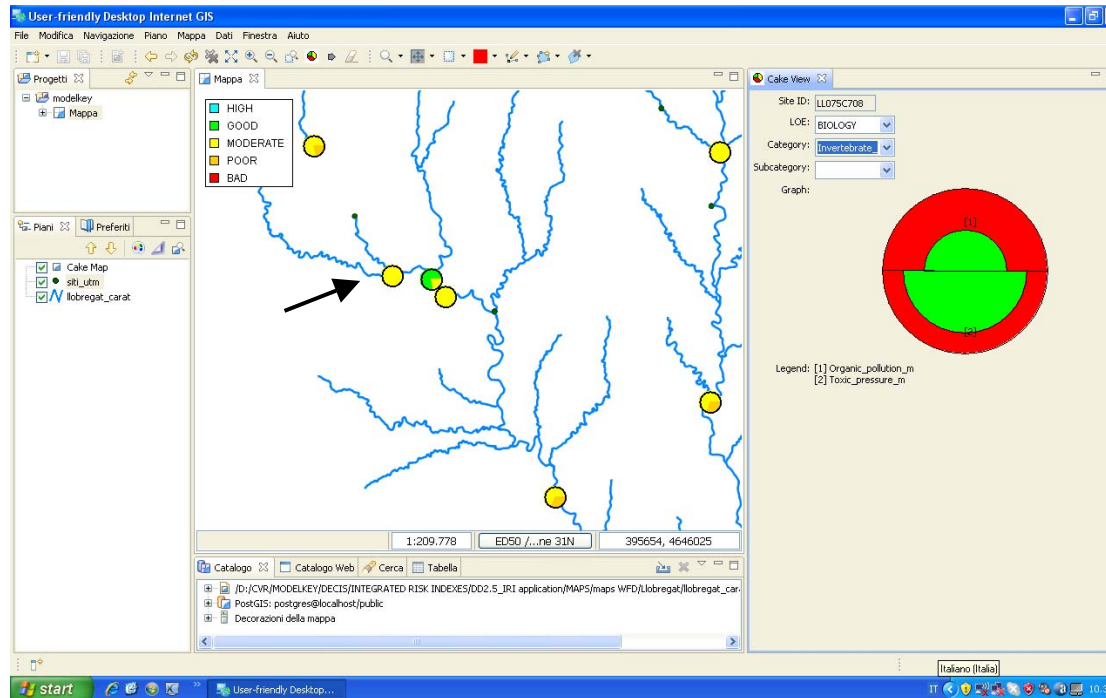 User-friendly Desktop Internet GIS
File Modifica Navigazione Piano Mappa Dati Finestra Aiuto
Progetti
modelkey
Mappa
Piani Preferiti
Cake Map
siti_utm
llobregat_carat
Mappa
HIGH
GOOD
MODERATE
POOR
BAD
1:209.778 ED50 /...ne 31N 395654, 4646025
Catalogo Catalogo Web Cerca Tabella
/D:/CVR/MODELKEY/DECIS/INTEGRATED RISK INDEXES/DD2.5_IRI application/MAPS/maps WFD/Llobregat/llobregat_car
PostGIS: postgres@localhost/public
Decorazioni della mappa
Cake View
Site ID: LL075C708
LOE: BIOLOGY
Category: Invertebrate_
Subcategory:
Graph:
[1]
[2]
Legend: [1] Organic_pollution_m
[2] Toxic_pressure_m
Italiano (Italia)
start
User-friendly Desktop...
IT
10.3